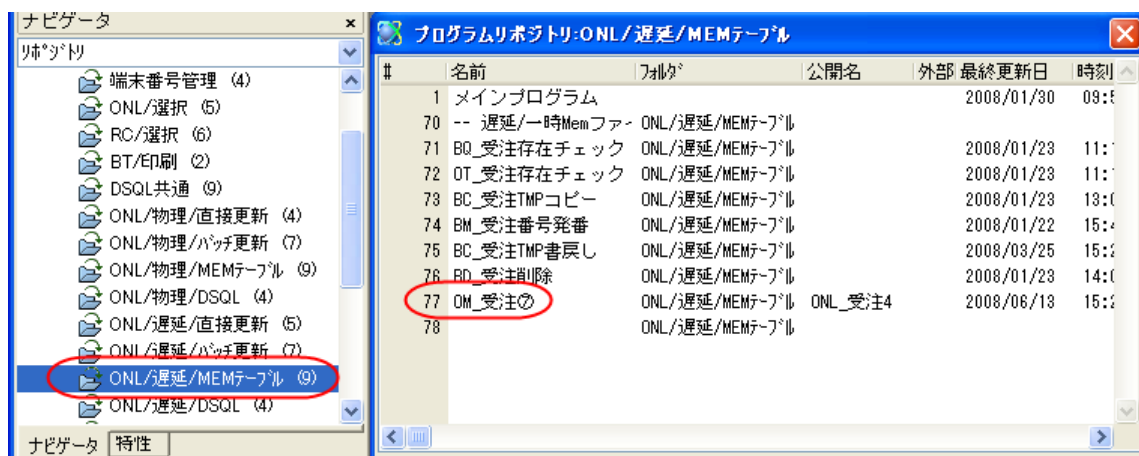 ナビゲータ
リポジトリ
端末番号管理 (4)
ONL/選択 (5)
RC/選択 (6)
BT/印刷 (2)
DSQL共通 (9)
ONL/物理/直接更新 (4)
ONL/物理/バッチ更新 (7)
ONL/物理/MEMテーブル (9)
ONL/物理/DSQL (4)
ONL/遅延/直接更新 (5)
ONL/遅延/バッチ更新 (7)
ONL/遅延/MEMテーブル (9)
ONL/遅延/DSQL (4)
ナビゲータ 特性
プログラムリポジトリ:ONL/遅延/MEMテーブル
# 名前 フォルダ 公開名 外部 最終更新日 時刻
1 メインプログラム 2008/01/30 09:5
70 -- 遅延/一時Memファ ONL/遅延/MEMテーブル
71 BQ_受注存在チェック ONL/遅延/MEMテーブル 2008/01/23 11:1
72 OT_受注存在チェック ONL/遅延/MEMテーブル 2008/01/23 11:1
73 BC_受注TMPコピー ONL/遅延/MEMテーブル 2008/01/23 13:0
74 BM_受注番号発番 ONL/遅延/MEMテーブル 2008/01/22 15:4
75 BC_受注TMP書戻し ONL/遅延/MEMテーブル 2008/03/25 15:2
76 BD_受注削除 ONL/遅延/MEMテーブル 2008/01/23 14:0
77 OM_受注⑦ ONL/遅延/MEMテーブル ONL_受注4 2008/06/13 15:2
78 ONL/遅延/MEMテーブル